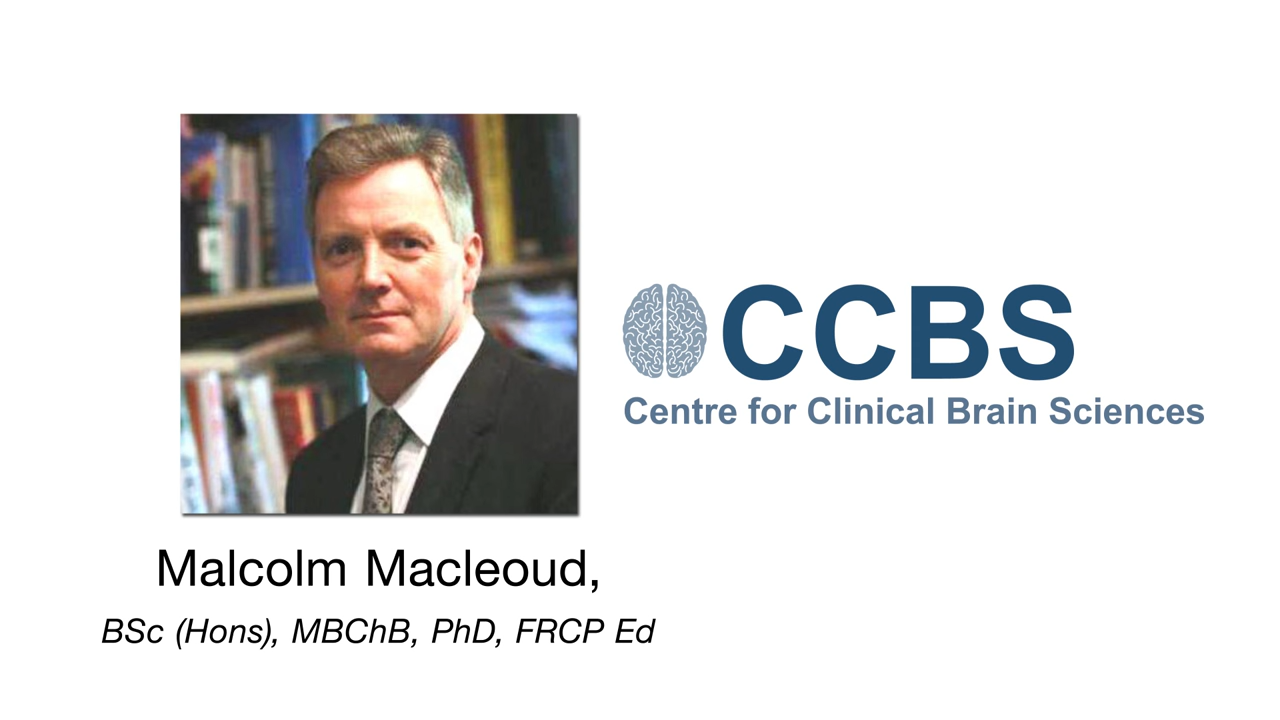 CCBS
Centre for Clinical Brain Sciences
Malcolm Macleoud,
BSc (Hons), MBChB, PhD, FRCP Ed